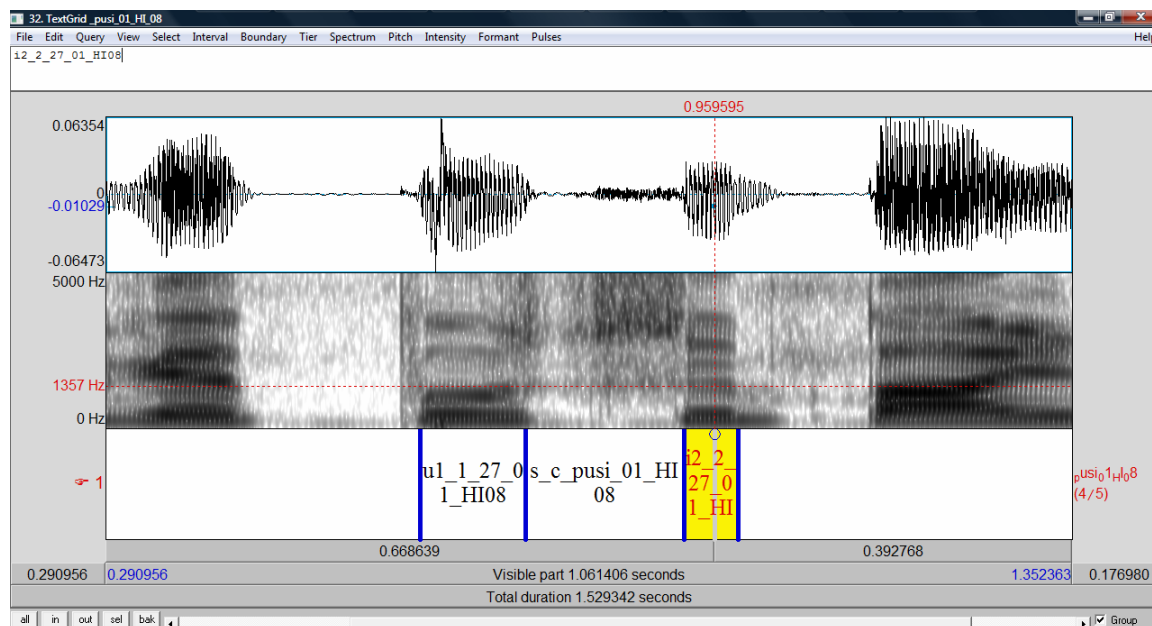 32. TextGrid _pusi_01_HI_08
File Edit Query View Select Interval Boundary Tier Spectrum Pitch Intensity Formant Pulses Help
i2_2_27_01_HI08
0.959595
0.06354
0
-0.01029
-0.06473
5000 Hz
1357 Hz
0 Hz
u1_1_27_0
1_HI08
s_c_pusi_01_HI
08
i2_2_
27_0
1_HI
1
pusi01HI08
(4/5)
0.668639 0.392768
0.290956 0.290956 Visible part 1.061406 seconds 1.352363 0.176980
Total duration 1.529342 seconds
all in out sel bak Group